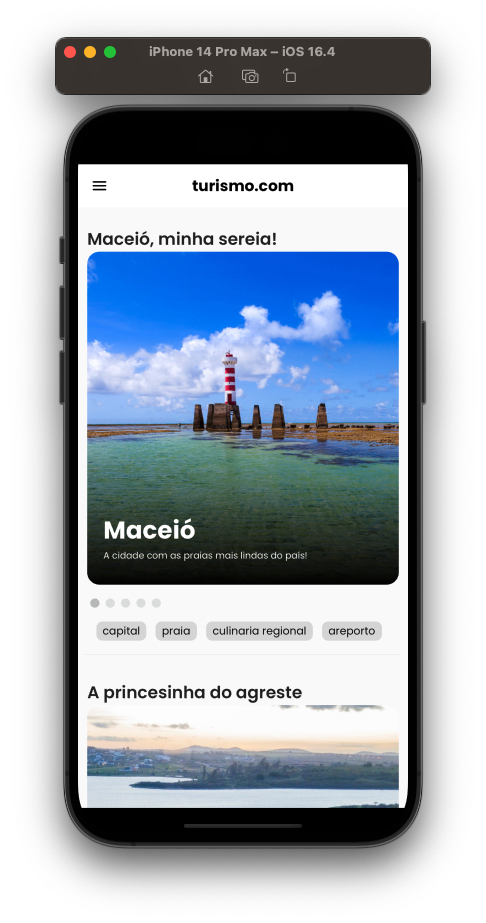 iPhone 14 Pro Max – iOS 16.4
turismo.com
Maceió, minha sereia!
Maceió
A cidade com as praias mais lindas do país!
capital praia culinaria regional areporto
A princesinha do agreste